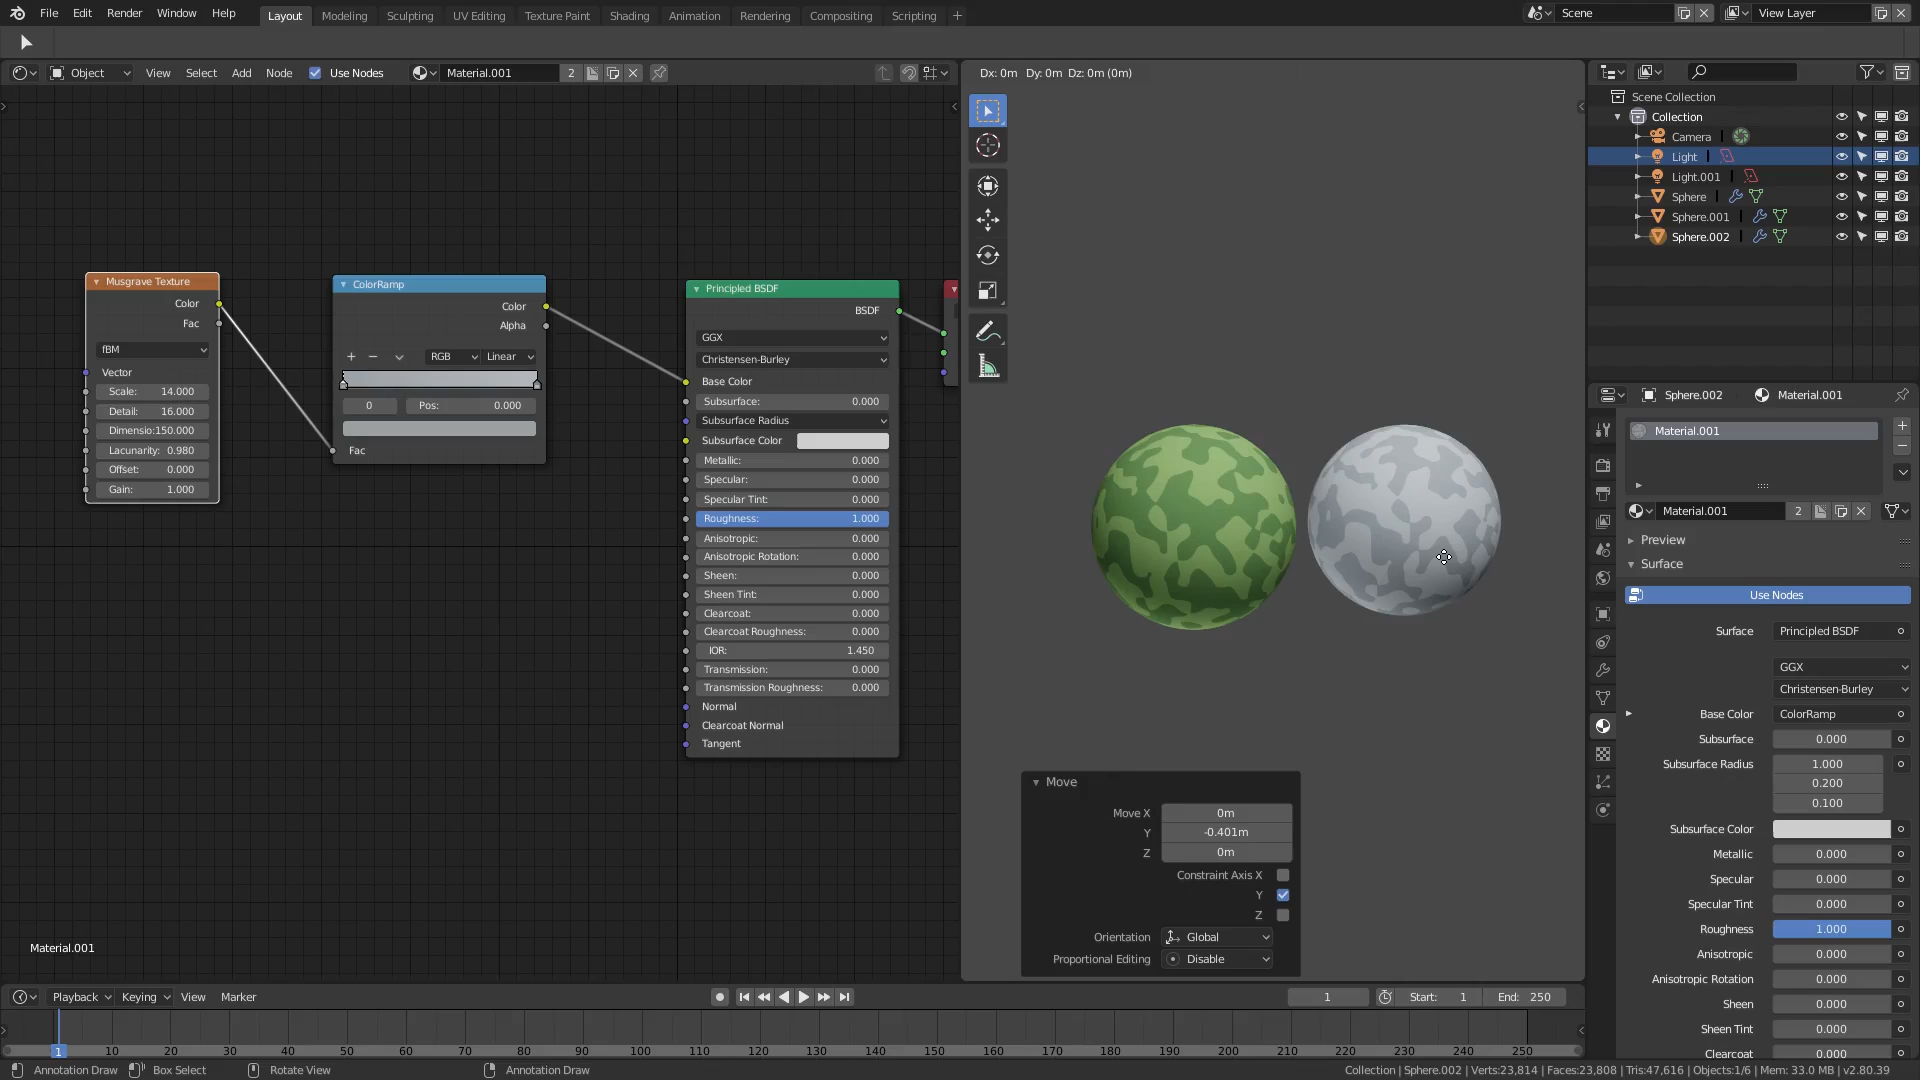 File Edit Render Window Help Layout Modeling Sculpting UV Editing Texture Paint Shading Animation Rendering Compositing Scripting Scene View Layer
Object View Select Add Node Use Nodes Material.001 2 Dx: 0m Dy: 0m Dz: 0m (0m)
Scene Collection
Collection
Camera
Light
Light.001
Sphere
Sphere.001
Sphere.002
Musgrave Texture
Color
Fac
fBM
Vector
Scale: 14.000
Detail: 16.000
Dimensio:150.000
Lacunarity: 0.980
Offset: 0.000
Gain: 1.000
ColorRamp
Color
Alpha
RGB Linear
0 Pos: 0.000
Fac
Principled BSDF
BSDF
GGX
Christensen-Burley
Base Color
Subsurface: 0.000
Subsurface Radius
Subsurface Color
Metallic: 0.000
Specular: 0.000
Specular Tint: 0.000
Roughness: 1.000
Anisotropic: 0.000
Anisotropic Rotation: 0.000
Sheen: 0.000
Sheen Tint: 0.000
Clearcoat: 0.000
Clearcoat Roughness: 0.000
IOR: 1.450
Transmission: 0.000
Transmission Roughness: 0.000
Normal
Clearcoat Normal
Tangent
Material.001
Move
Move X 0m
Y -0.401m
Z 0m
Constraint Axis X
Y
Z
Orientation Global
Proportional Editing Disable
Sphere.002 Material.001
Material.001
Material.001 2
Preview
Surface
Use Nodes
Surface Principled BSDF
GGX
Christensen-Burley
Base Color ColorRamp
Subsurface 0.000
Subsurface Radius 1.000
0.200
0.100
Subsurface Color
Metallic 0.000
Specular 0.000
Specular Tint 0.000
Roughness 1.000
Anisotropic 0.000
Anisotropic Rotation 0.000
Sheen 0.000
Sheen Tint 0.000
Clearcoat 0.000
Playback Keying View Marker 1 Start: 1 End: 250
1 10 20 30 40 50 60 70 80 90 100 110 120 130 140 150 160 170 180 190 200 210 220 230 240 250
Annotation Draw Box Select Rotate View Annotation Draw Collection | Sphere.002 | Verts:23,814 | Faces:23,808 | Tris:47,616 | Objects:1/6 | Mem: 33.0 MB | v2.80.39